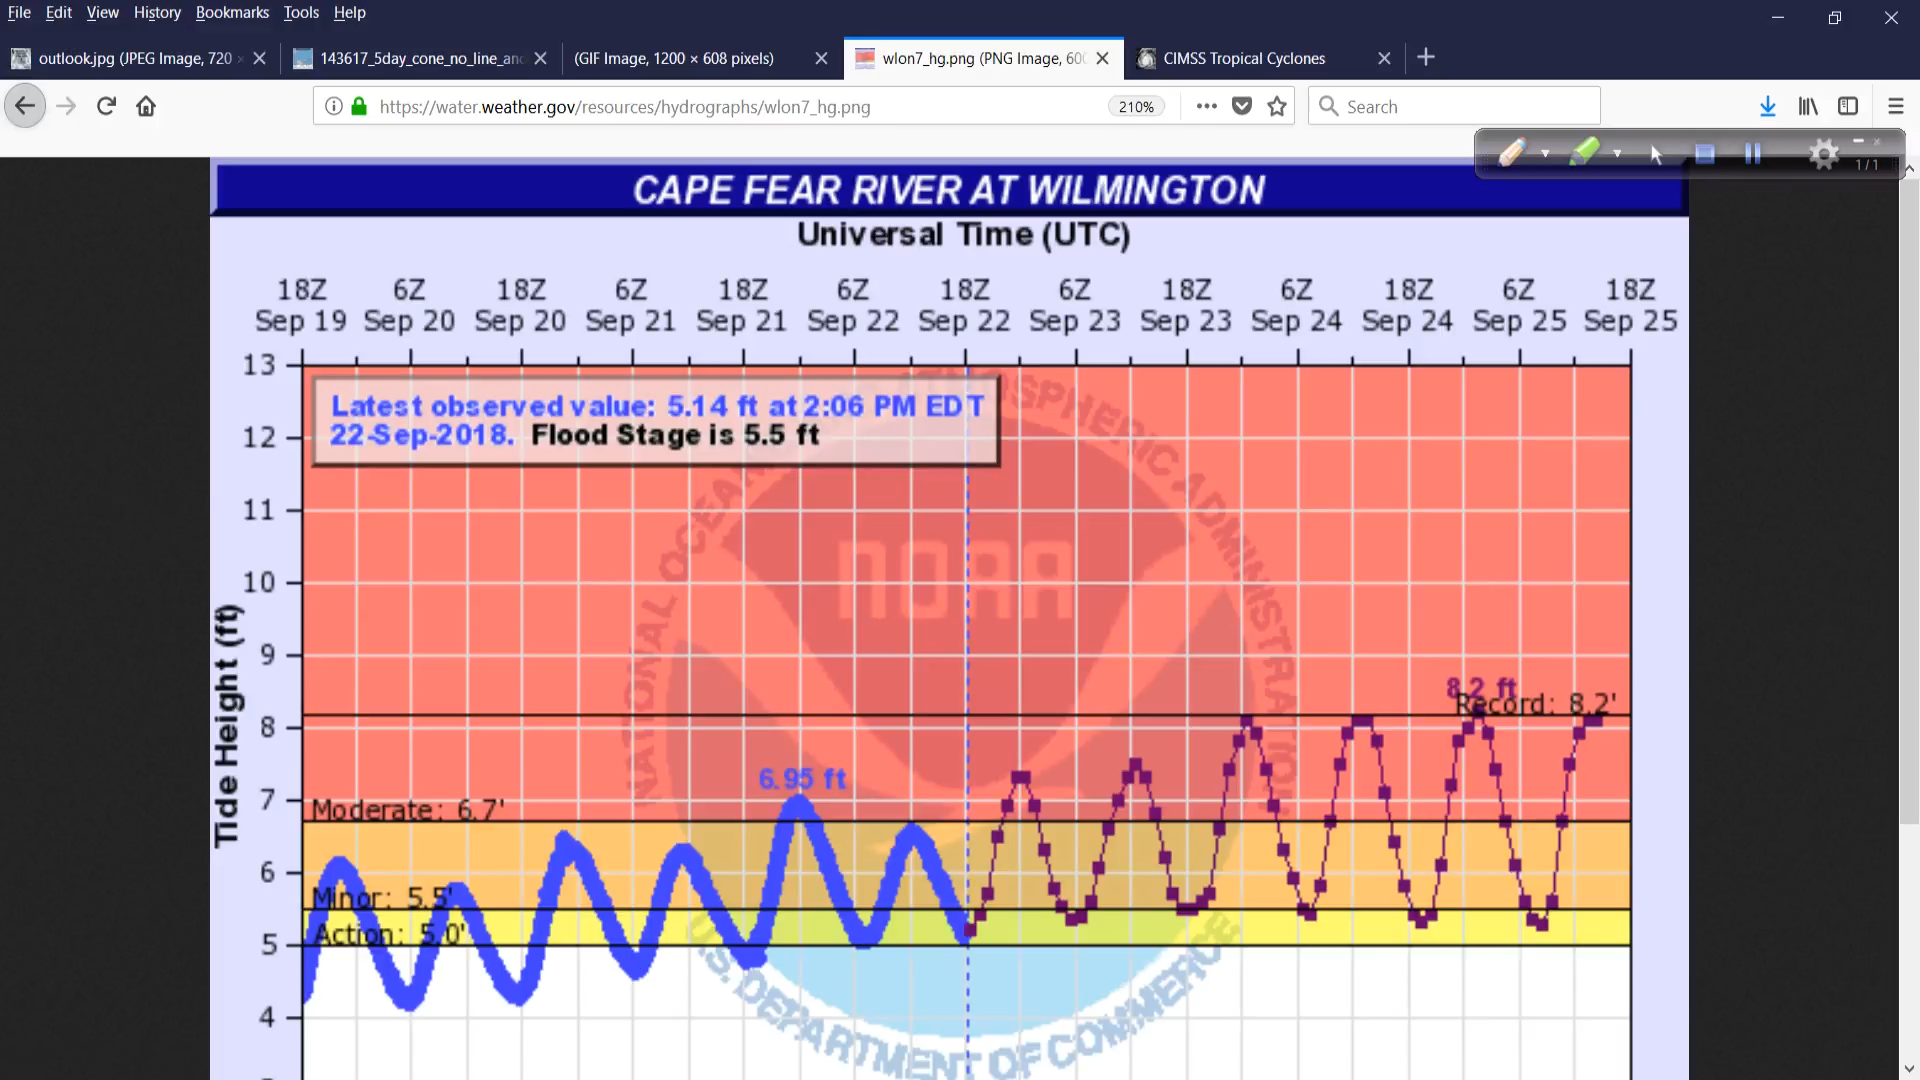 File Edit View History Bookmarks Tools Help
outlook.jpg (JPEG Image, 720 ×
143617_5day_cone_no_line_and
(GIF Image, 1200 × 608 pixels)
wlon7_hg.png (PNG Image, 600
CIMSS Tropical Cyclones
https://water.weather.gov/resources/hydrographs/wlon7_hg.png
210%
Search
1/1
CAPE FEAR RIVER AT WILMINGTON
Universal Time (UTC)
18Z 6Z 18Z 6Z 18Z 6Z 18Z 6Z 18Z 6Z 18Z 6Z 18Z
Sep 19 Sep 20 Sep 20 Sep 21 Sep 21 Sep 22 Sep 22 Sep 23 Sep 23 Sep 24 Sep 24 Sep 25 Sep 25
Latest observed value: 5.14 ft at 2:06 PM EDT
22-Sep-2018. Flood Stage is 5.5 ft
13
12
11
10
9
8
7
6
5
4
Tide Height (ft)
8.2 ft
Record: 8.2'
6.95 ft
Moderate: 6.7'
Minor: 5.5'
Action: 5.0'
NOAA
NATIONAL OCEANIC ATMOSPHERIC ADMINISTRATION
U.S. DEPARTMENT OF COMMERCE